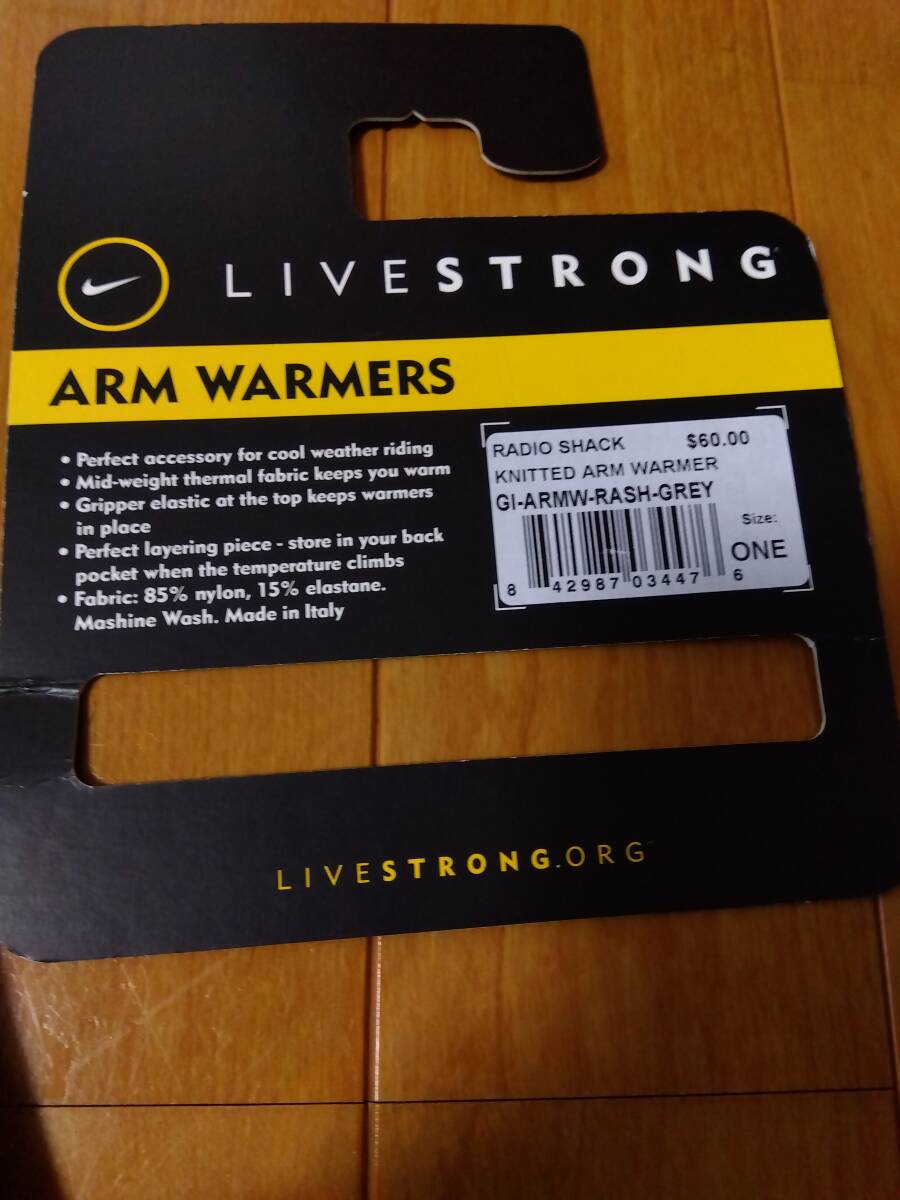 LIVESTRONG
ARM WARMERS
• Perfect accessory for cool weather riding
• Mid-weight thermal fabric keeps you warm
• Gripper elastic at the top keeps warmers
in place
• Perfect layering piece - store in your back
pocket when the temperature climbs
• Fabric: 85% nylon, 15% elastane.
Mashine Wash. Made in Italy
RADIO SHACK $60.00
KNITTED ARM WARMER
GI-ARMW-RASH-GREY
Size:
ONE
8 42987 03447 6
LIVESTRONG.ORG